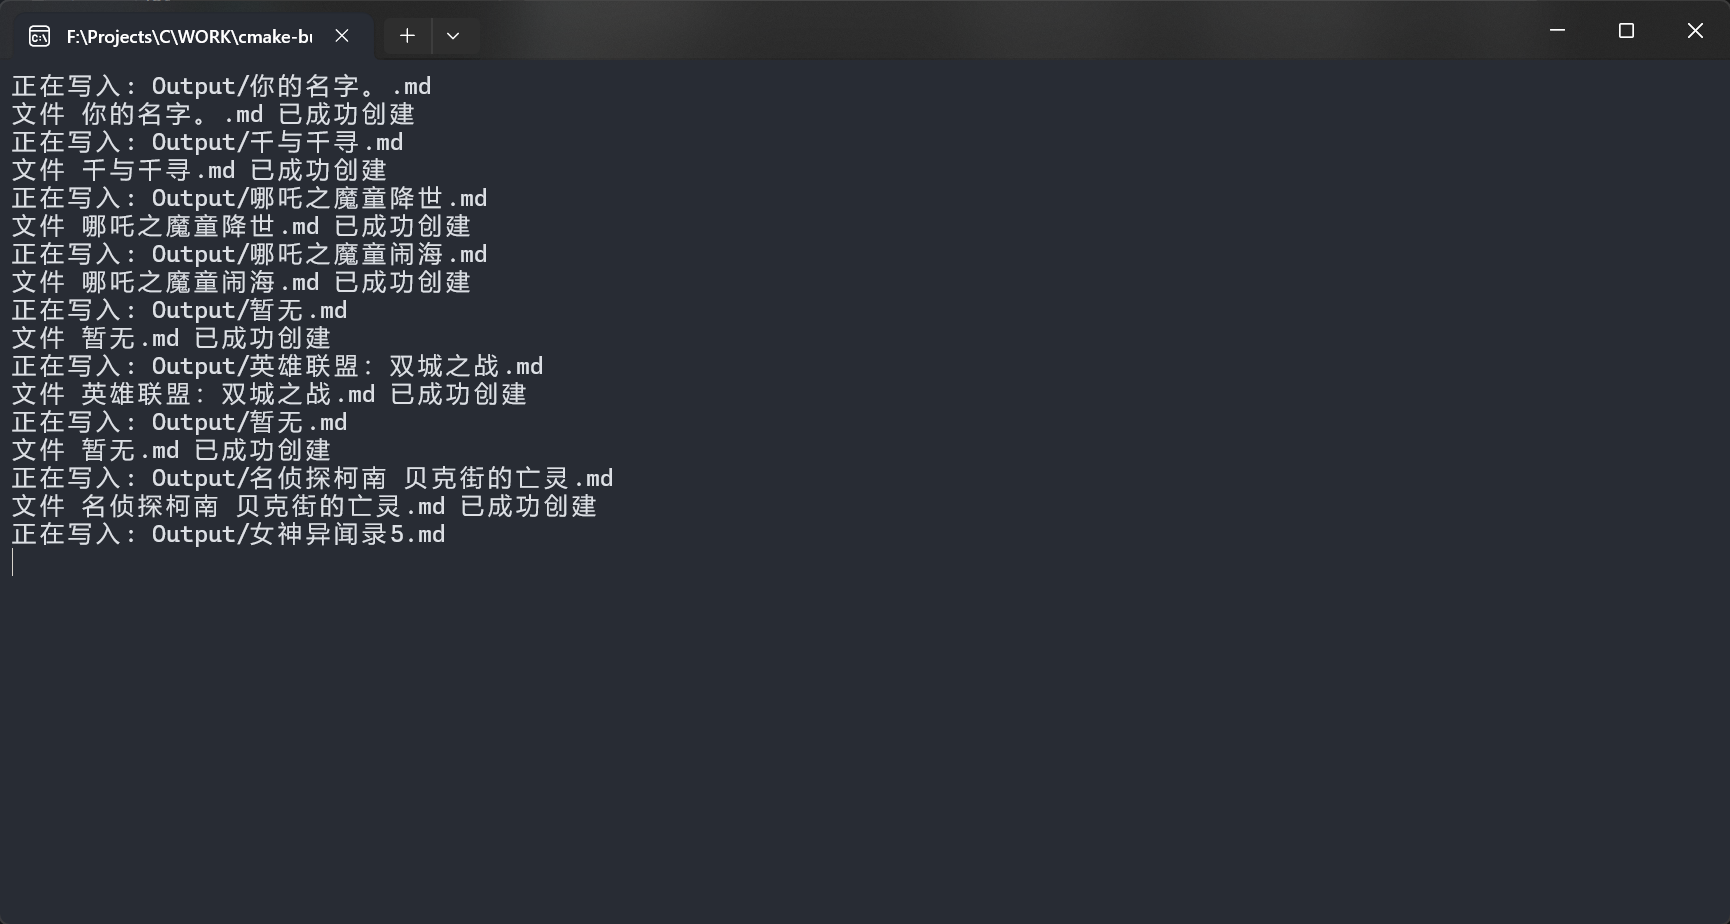 F:\Projects\C\WORK\cmake-bu
正在写入: Output/你的名字。.md
文件 你的名字。.md 已成功创建
正在写入: Output/千与千寻.md
文件 千与千寻.md 已成功创建
正在写入: Output/哪吒之魔童降世.md
文件 哪吒之魔童降世.md 已成功创建
正在写入: Output/哪吒之魔童闹海.md
文件 哪吒之魔童闹海.md 已成功创建
正在写入: Output/暂无.md
文件 暂无.md 已成功创建
正在写入: Output/英雄联盟: 双城之战.md
文件 英雄联盟: 双城之战.md 已成功创建
正在写入: Output/暂无.md
文件 暂无.md 已成功创建
正在写入: Output/名侦探柯南 贝克街的亡灵.md
文件 名侦探柯南 贝克街的亡灵.md 已成功创建
正在写入: Output/女神异闻录5.md